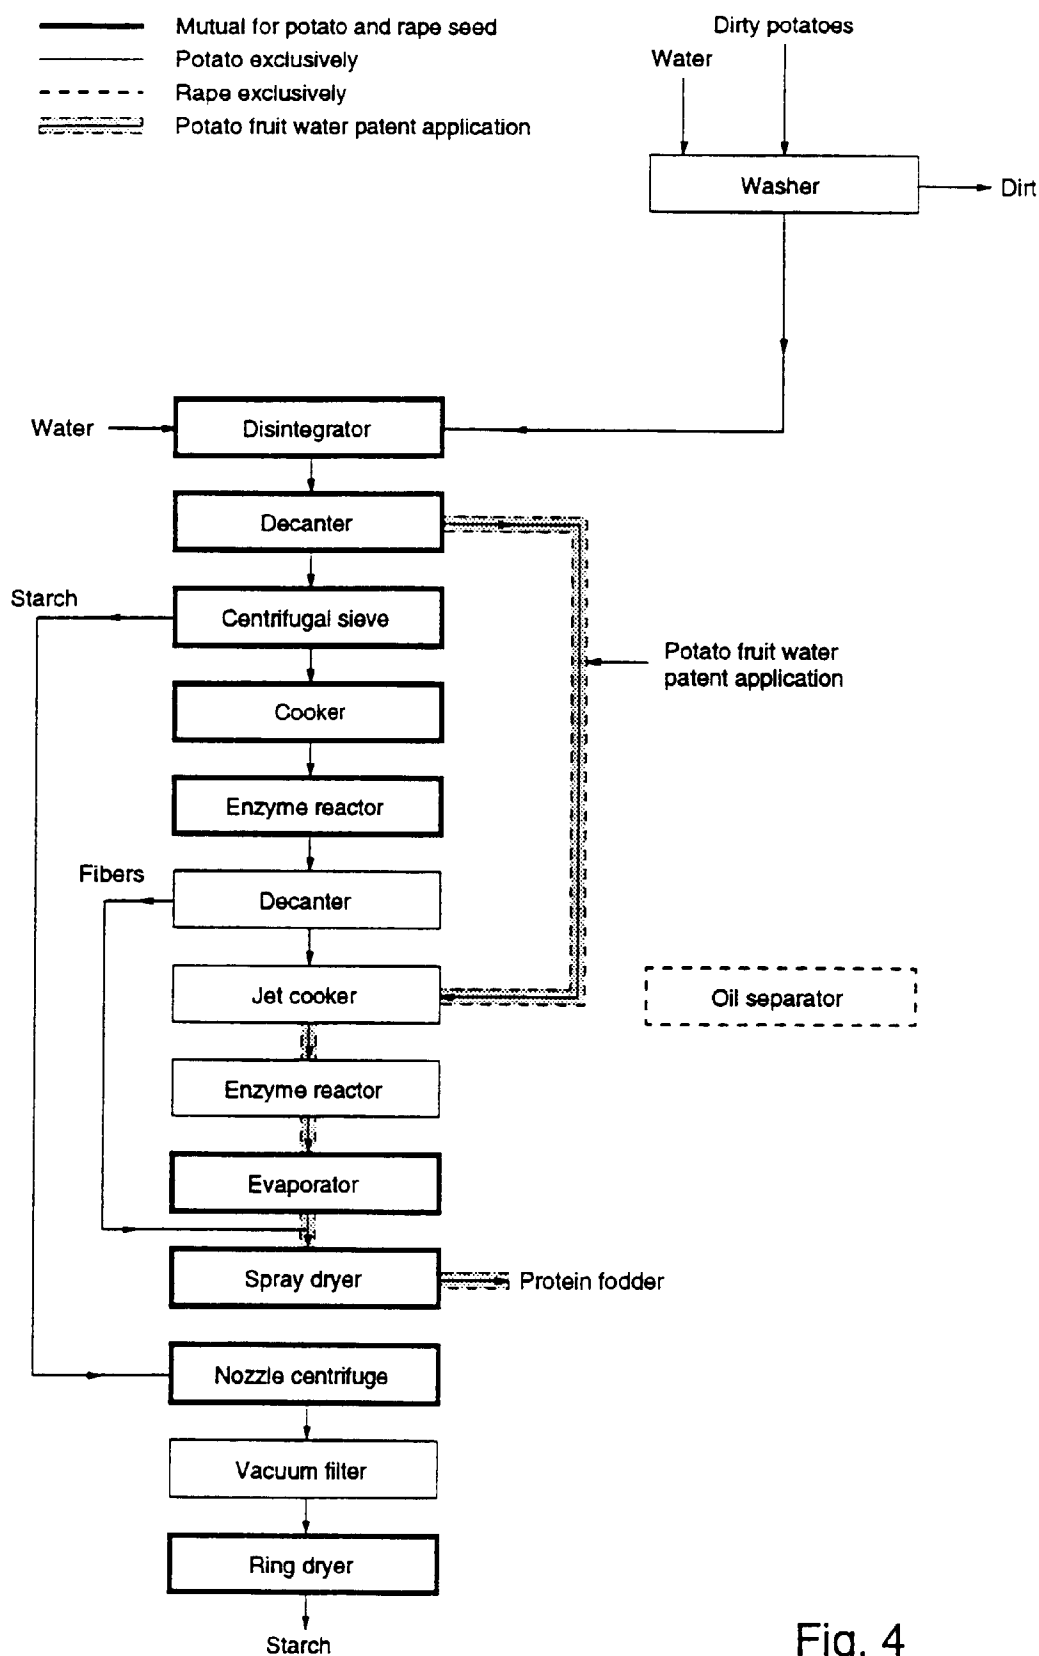 Mutual for potato and rape seed
Potato exclusively
Rape exclusively
Potato fruit water patent application
Dirty potatoes
Water
Washer
Dirt
Water
Disintegrator
Decanter
Starch
Centrifugal sieve
Potato fruit water
patent application
Cooker
Enzyme reactor
Fibers
Decanter
Jet cooker
Oil separator
Enzyme reactor
Evaporator
Spray dryer
Protein fodder
Nozzle centrifuge
Vacuum filter
Ring dryer
Starch
Fig. 4